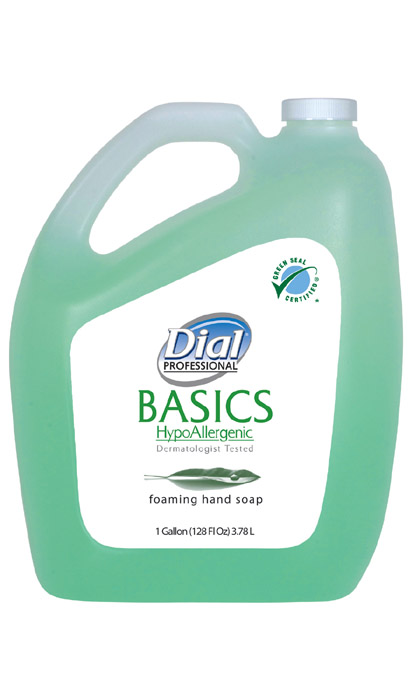 GREEN SEAL
CERTIFIED®
Dial®
PROFESSIONAL
BASICS
HypoAllergenic
Dermatologist Tested
foaming hand soap
1 Gallon (128 Fl Oz) 3.78 L